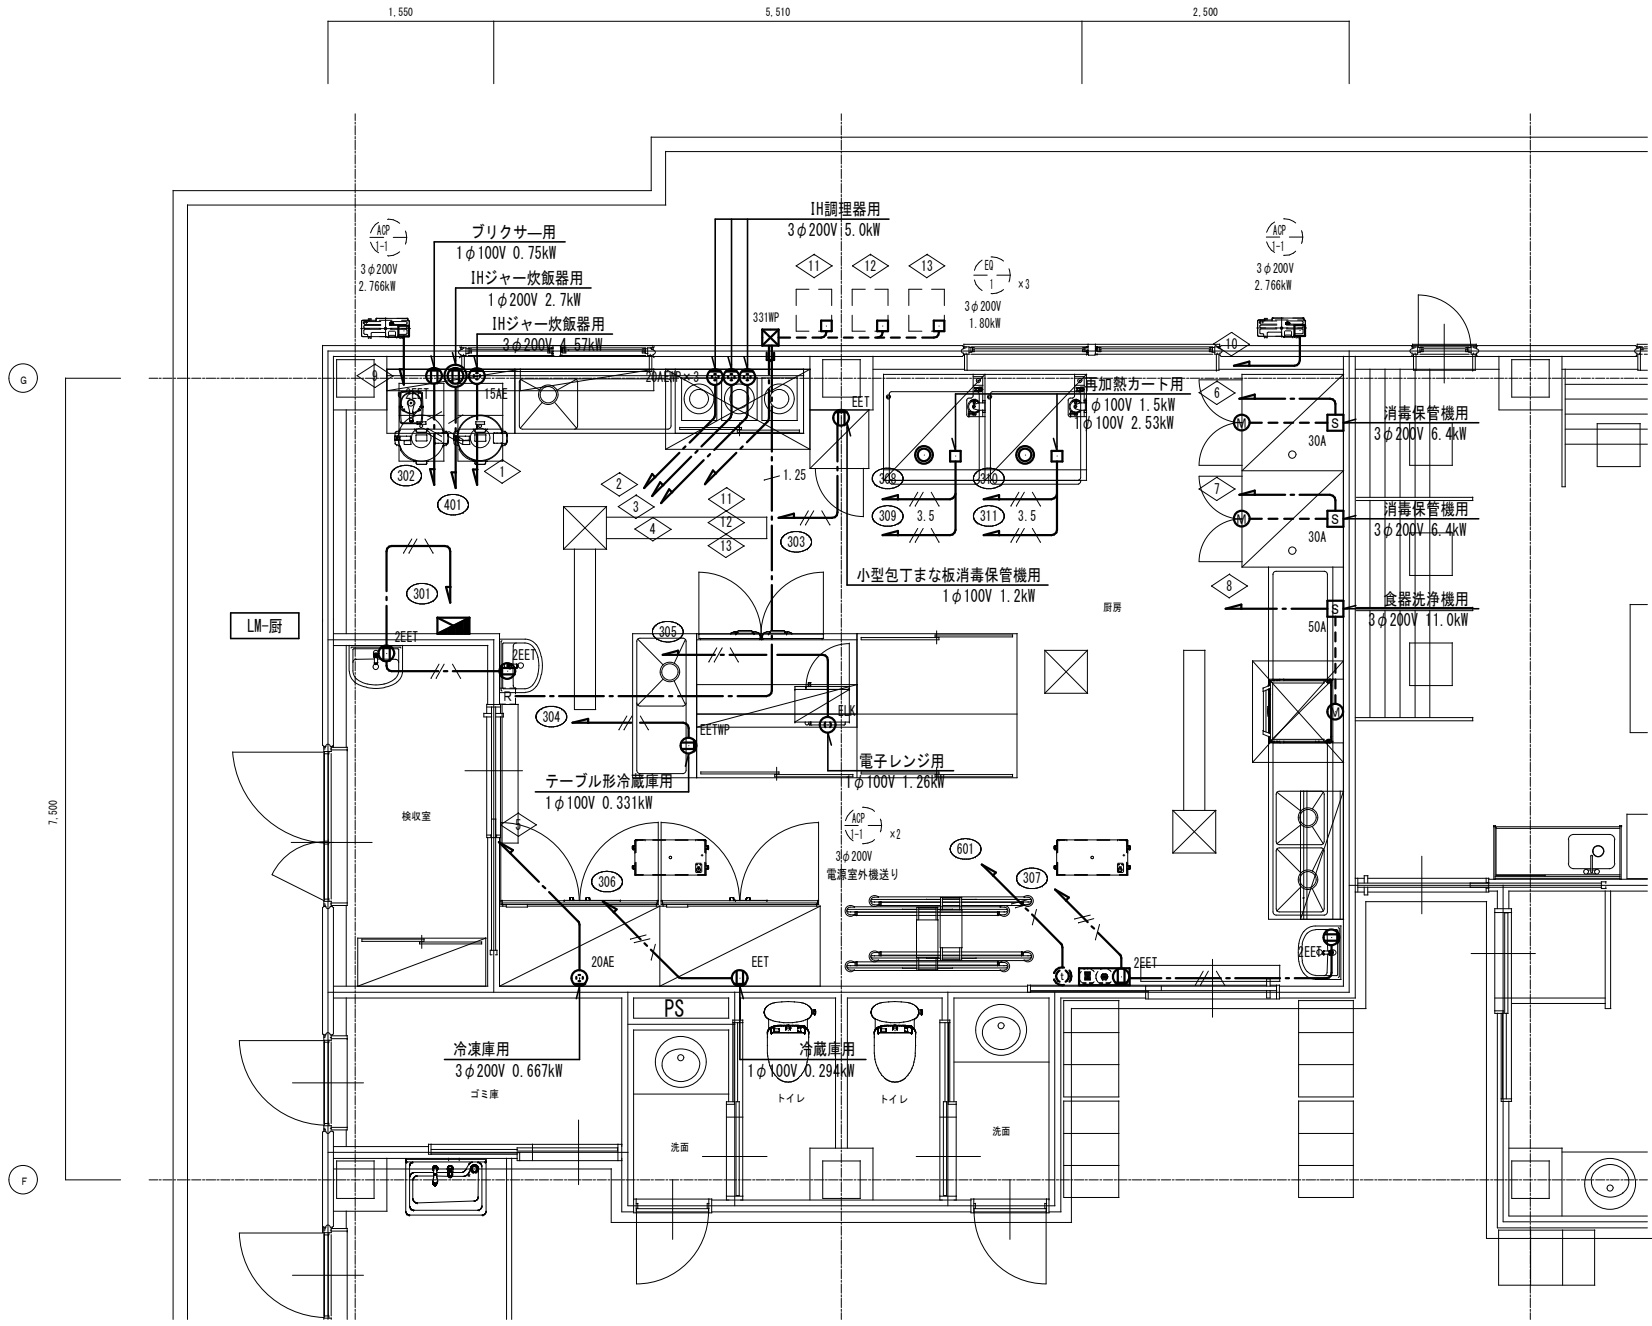 1,550
5,510
2,500
IH調理器用
3φ200V 5.0kW
ACP
1-1
3φ200V
2.766kW
ブリクサー用
1φ100V 0.75kW
IHジャー炊飯器用
1φ200V 2.7kW
IHジャー炊飯器用
3φ200V 4.57kW
11
12
13
EQ
1
×3
3φ200V
1.80kW
ACP
1-1
3φ200V
2.766kW
331WP
10
G
9
2EET
15AE
20AEWP×3
EET
再加熱カート用
1φ100V 1.5kW
1φ100V 2.53kW
6
消毒保管機用
3φ200V 6.4kW
M
S
30A
302
1
401
2
3
4
11
12
13
1.25
303
308
309
3.5
310
311
3.5
7
消毒保管機用
3φ200V 6.4kW
M
S
30A
小型包丁まな板消毒保管機用
1φ100V 1.2kW
厨房
8
食器洗浄機用
3φ200V 11.0kW
S
50A
301
LM-厨
2EET
2EET
R
305
304
EETWP
ELK
M
テーブル形冷蔵庫用
1φ100V 0.331kW
電子レンジ用
1φ100V 1.26kW
7,500
検収室
5
ACP
1-1
×2
3φ200V
電源室外機送り
306
601
307
20AE
EET
2EET
2EET
PS
冷凍庫用
3φ200V 0.667kW
冷蔵庫用
1φ100V 0.294kW
ゴミ庫
トイレ
トイレ
洗面
洗面
F